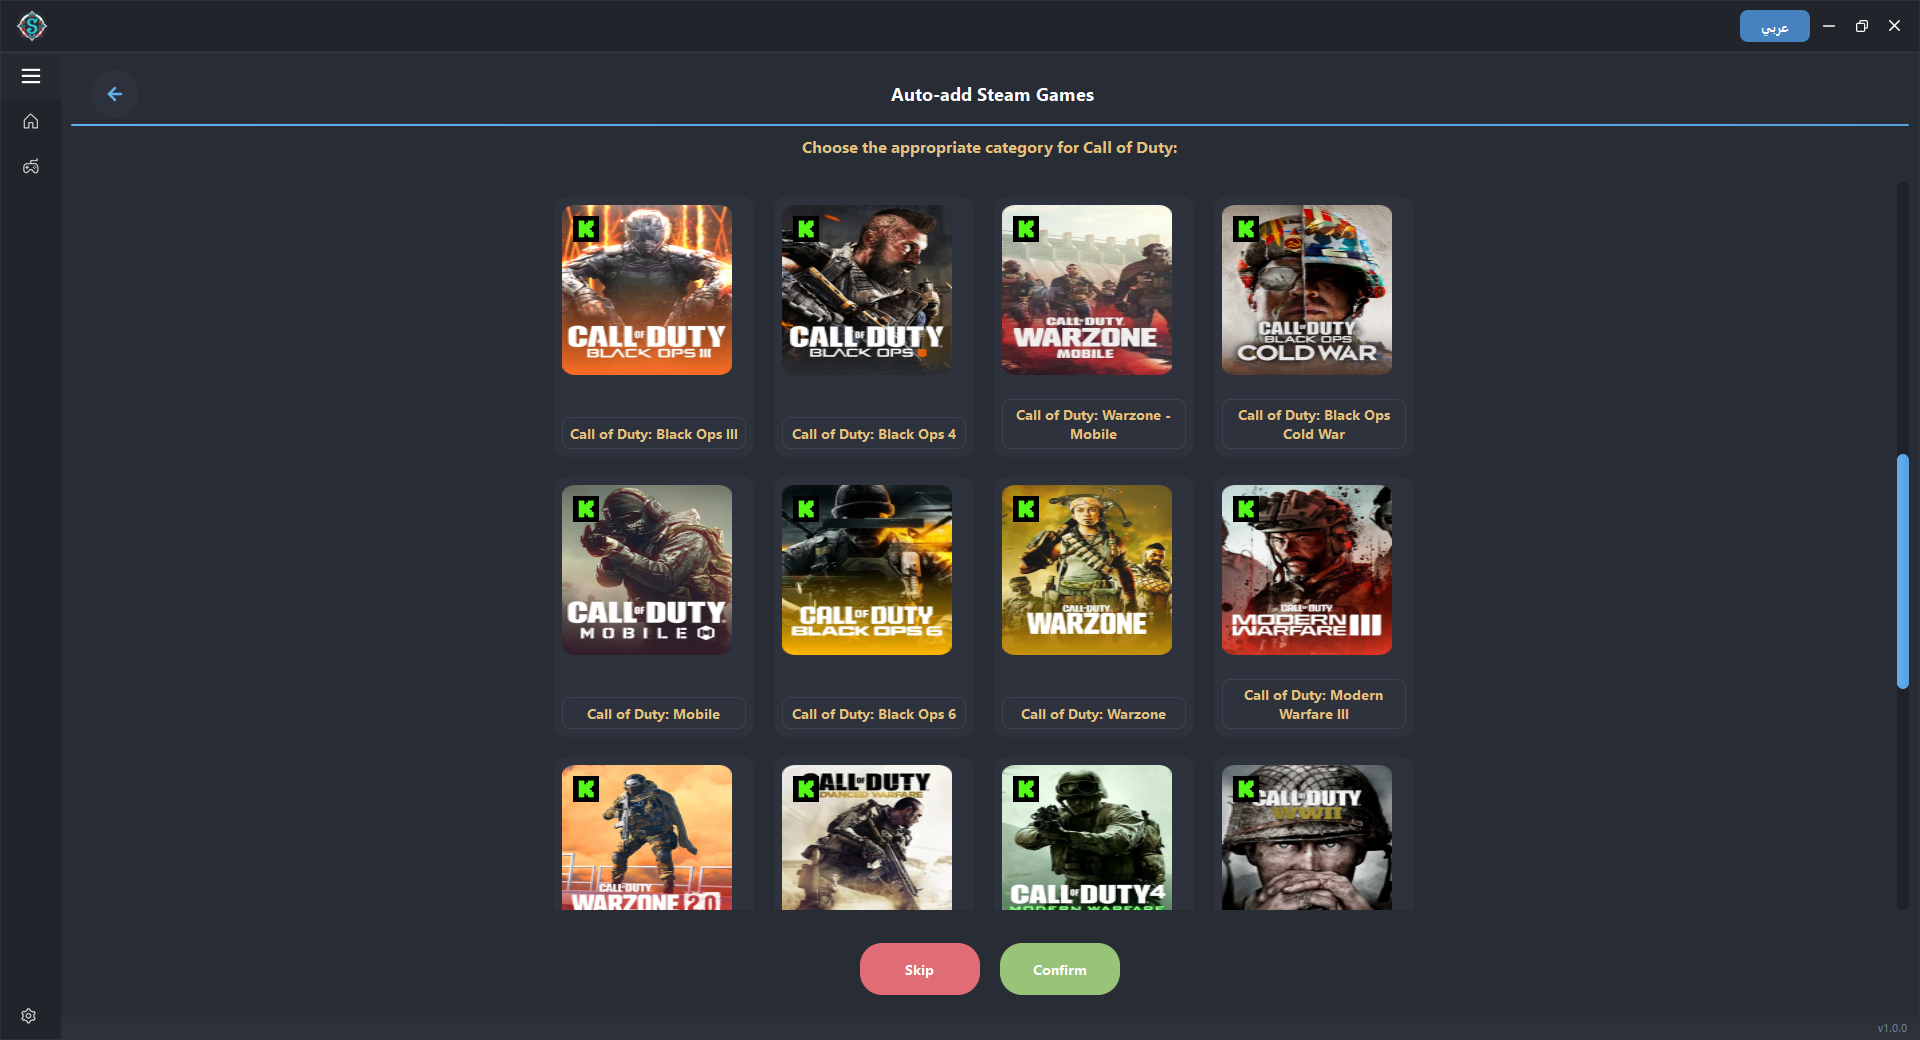 S
عربي
Auto-add Steam Games
Choose the appropriate category for Call of Duty:
K
CALL OF DUTY
BLACK OPS III
Call of Duty: Black Ops III
K
CALL OF DUTY
BLACK OPS IIII
Call of Duty: Black Ops 4
K
CALL OF DUTY
WARZONE
MOBILE
Call of Duty: Warzone -
Mobile
K
CALL OF DUTY
BLACK OPS
COLD WAR
Call of Duty: Black Ops
Cold War
K
CALL OF DUTY
MOBILE
Call of Duty: Mobile
K
CALL OF DUTY
BLACK OPS 6
Call of Duty: Black Ops 6
K
CALL OF DUTY
WARZONE
Call of Duty: Warzone
K
CALL OF DUTY
MODERN
WARFARE III
Call of Duty: Modern
Warfare III
K
CALL OF DUTY
WARZONE 2.0
K
CALL OF DUTY
ADVANCED WARFARE
K
CALL OF DUTY 4
MODERN WARFARE
K
CALL OF DUTY
WWII
Skip
Confirm
v1.0.0